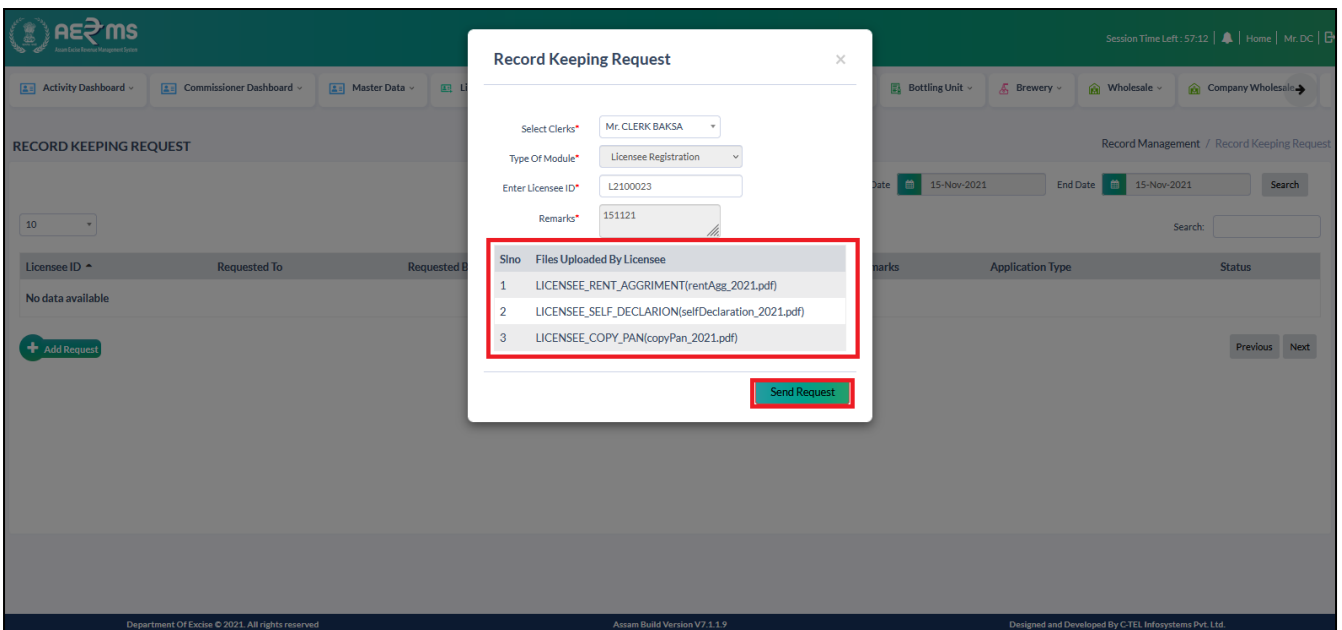 AERMS
Assam Excise Revenue Management System
Session Time Left : 57:12 | Home | Mr. DC
Activity Dashboard
Commissioner Dashboard
Master Data
Li
Bottling Unit
Brewery
Wholesale
Company Wholesale
RECORD KEEPING REQUEST
Record Management / Record Keeping Request
Date 15-Nov-2021 End Date 15-Nov-2021 Search
10
Search:
Licensee ID Requested To Requested B marks Application Type Status
No data available
Add Request
Previous Next
Record Keeping Request ×
Select Clerks* Mr. CLERK BAKSA
Type Of Module* Licensee Registration
Enter Licensee ID* L2100023
Remarks* 151121
Slno Files Uploaded By Licensee
1 LICENSEE_RENT_AGGRIMENT(rentAgg_2021.pdf)
2 LICENSEE_SELF_DECLARION(selfDeclaration_2021.pdf)
3 LICENSEE_COPY_PAN(copyPan_2021.pdf)
Send Request
Department Of Excise © 2021. All rights reserved
Assam Build Version V7.1.1.9
Designed and Developed By C-TEL Infosystems Pvt. Ltd.